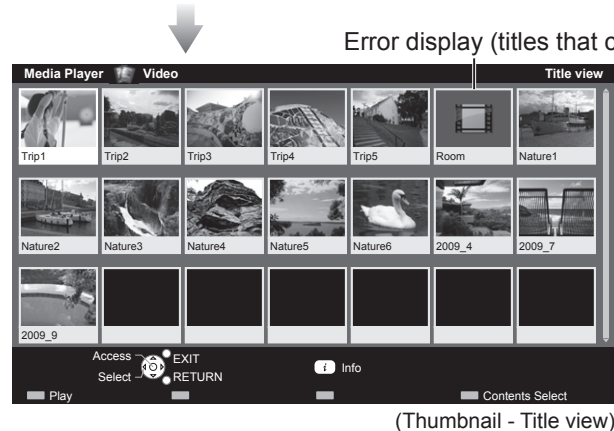 Error display (titles that c
Media Player Video Title view
Trip1 Trip2 Trip3 Trip4 Trip5 Room Nature1
Nature2 Nature3 Nature4 Nature5 Nature6 2009_4 2009_7
2009_9
Access EXIT
i Info
Select RETURN
Play Contents Select
(Thumbnail - Title view)